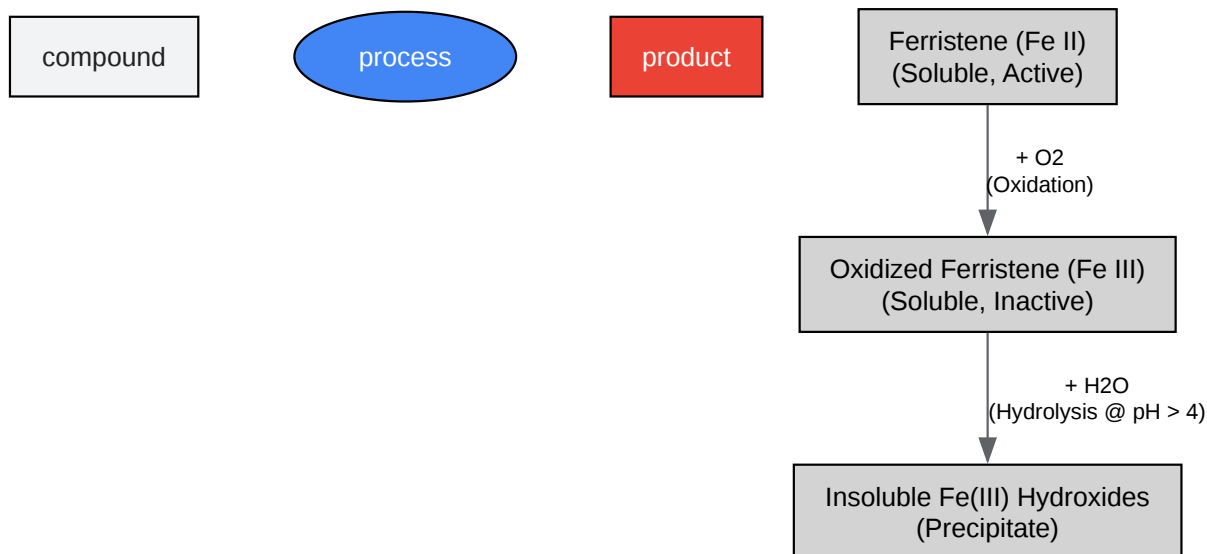 compound
process
product
Ferristene (Fe II)
(Soluble, Active)
+ O2
(Oxidation)
Oxidized Ferristene (Fe III)
(Soluble, Inactive)
+ H2O
(Hydrolysis @ pH > 4)
Insoluble Fe(III) Hydroxides
(Precipitate)